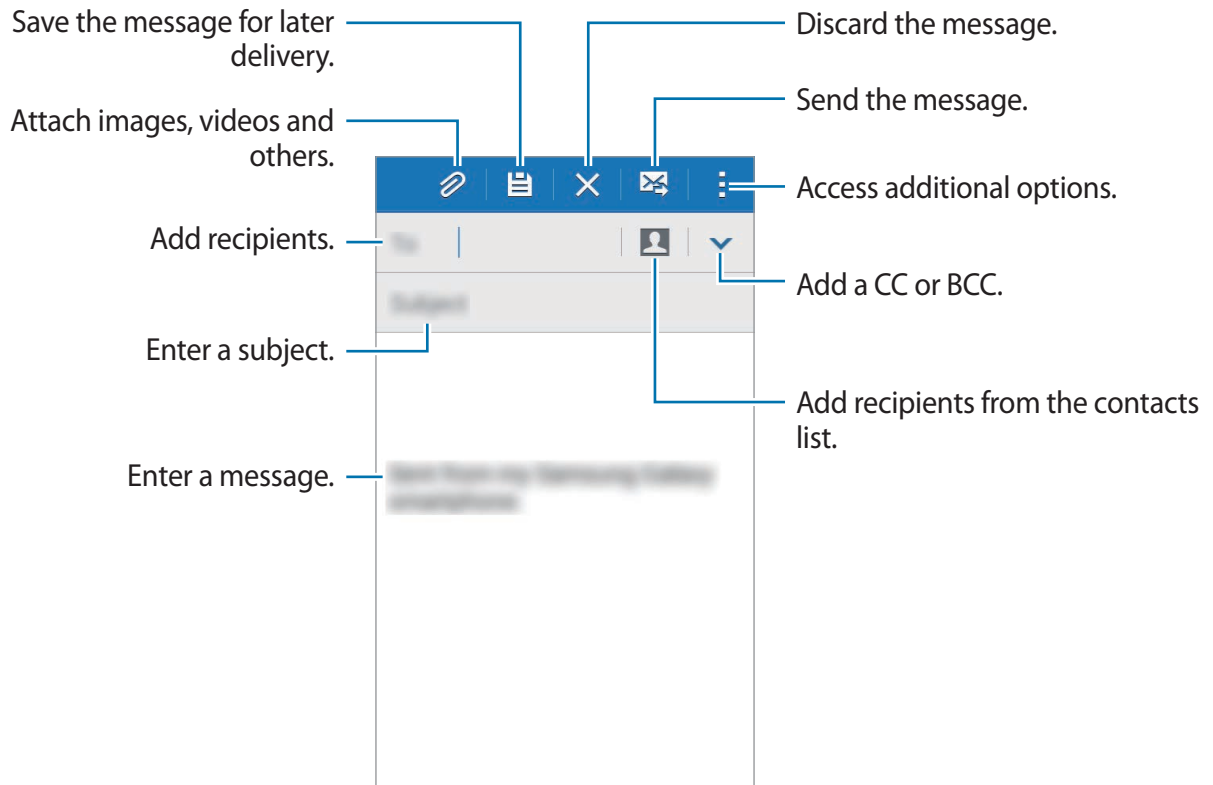 Save the message for later
delivery.
Attach images, videos and
others.
Add recipients.
Enter a subject.
Enter a message.
Discard the message.
Send the message.
Access additional options.
Add a CC or BCC.
Add recipients from the contacts
list.